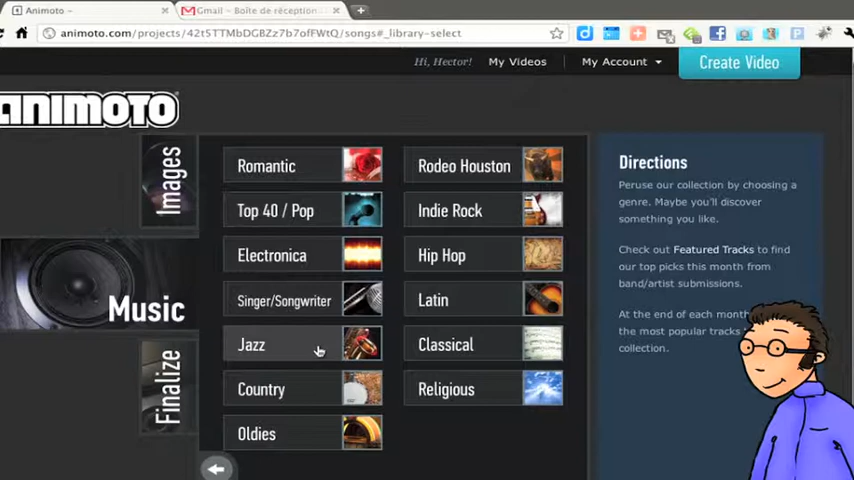 Animoto –
Gmail – Boîte de réception
animoto.com/projects/42t5TTMbDGBZz7b7offWtQ/songs#_library-select
Hi, Hector!
My Videos
My Account
Create Video
animoto
Images
Music
Finalize
Romantic
Rodeo Houston
Top 40 / Pop
Indie Rock
Electronica
Hip Hop
Singer/Songwriter
Latin
Jazz
Classical
Country
Religious
Oldies
Directions
Peruse our collection by choosing a
genre. Maybe you'll discover
something you like.
Check out Featured Tracks to find
our top picks this month from
band/artist submissions.
At the end of each month
the most popular tracks
collection.